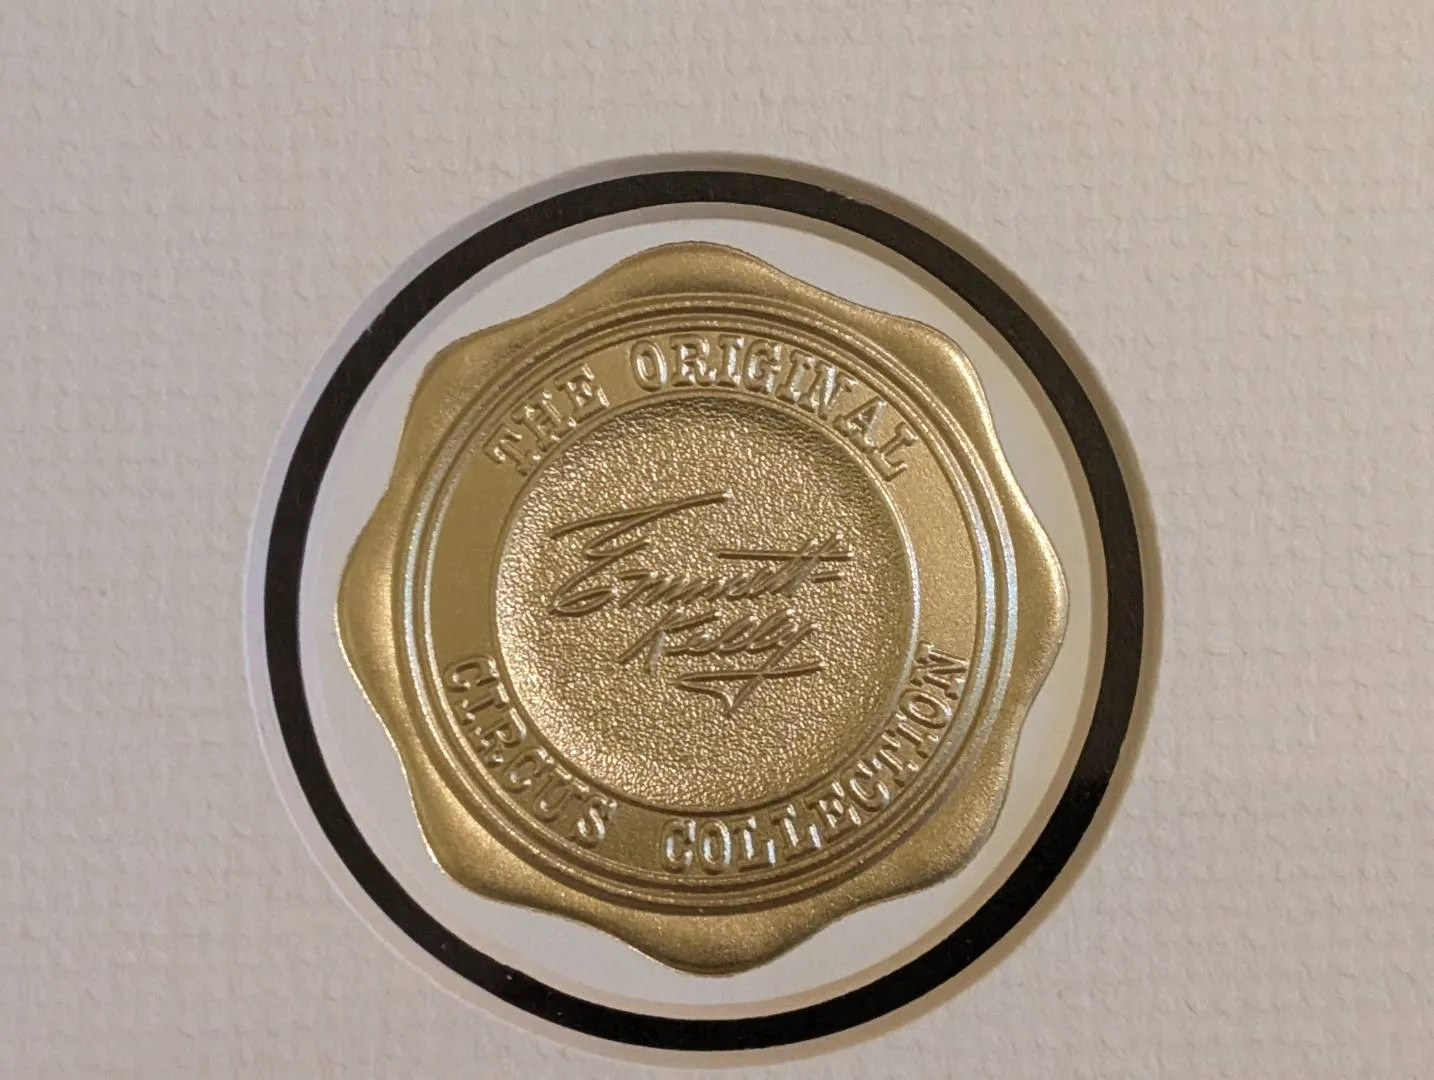 THE ORIGINAL
Emmett
Kelly
CIRCUS COLLECTION